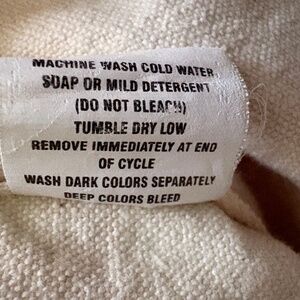 MACHINE WASH COLD WATER
SOAP OR MILD DETERGENT
(DO NOT BLEACH)
TUMBLE DRY LOW
REMOVE IMMEDIATELY AT END
OF CYCLE
WASH DARK COLORS SEPARATELY
DEEP COLORS BLEED